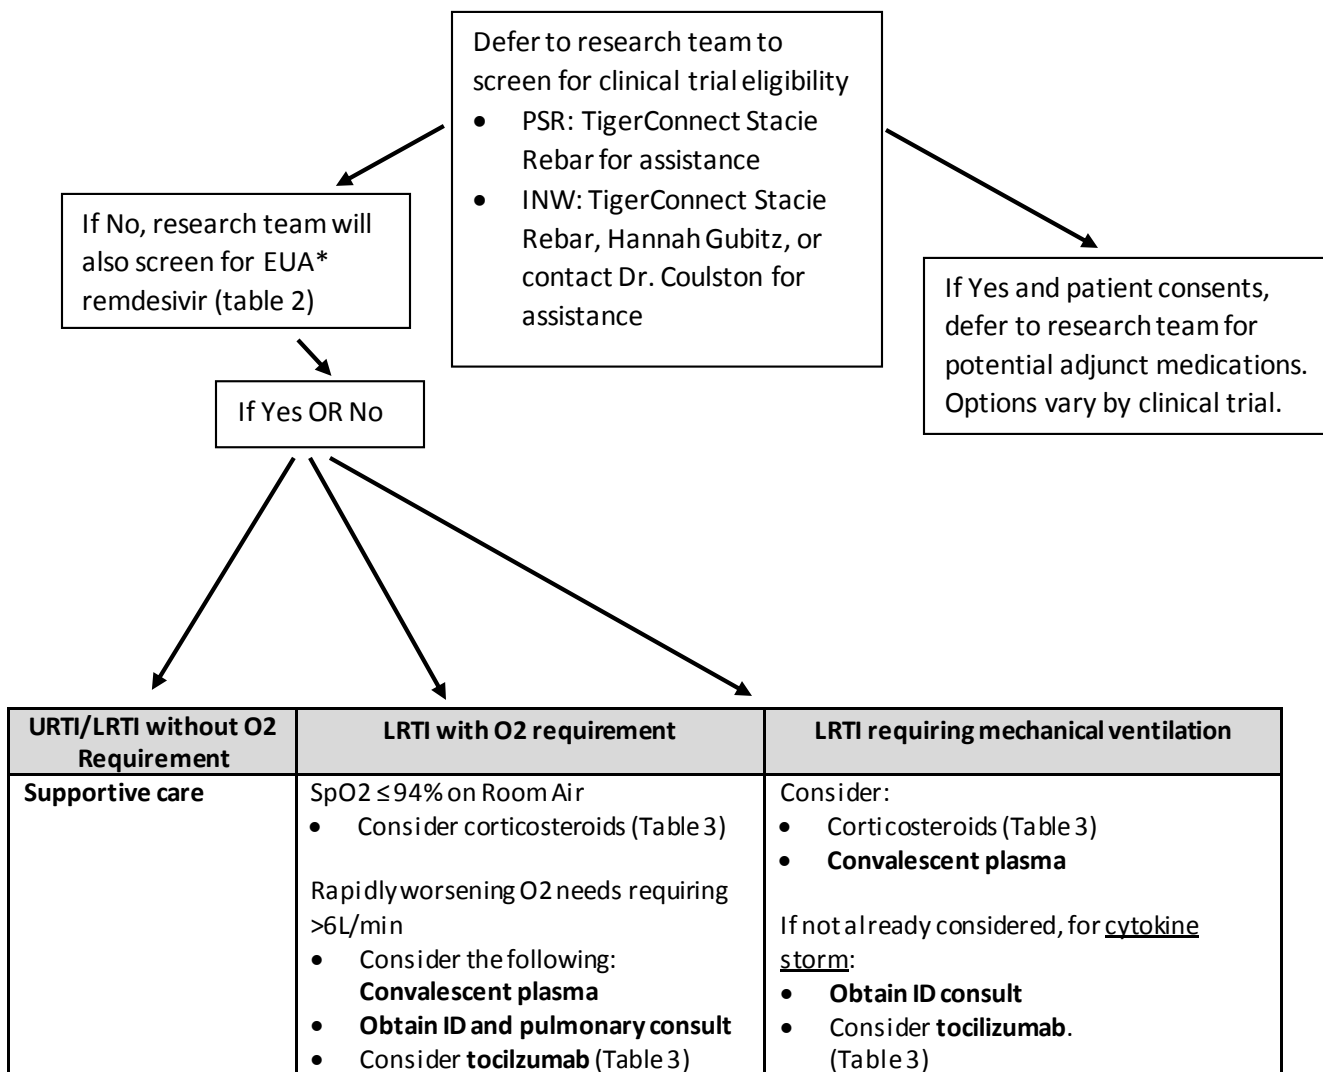 Defer to research team to
screen for clinical trial eligibility
• PSR: TigerConnect Stacie
Rebar for assistance
• INW: TigerConnect Stacie
Rebar, Hannah Gubitz, or
contact Dr. Coulston for
assistance
If No, research team will
also screen for EUA*
remdesivir (table 2)
If Yes and patient consents,
defer to research team for
potential adjunct medications.
Options vary by clinical trial.
If Yes OR No
URTI/LRTI without O2
Requirement
LRTI with O2 requirement
LRTI requiring mechanical ventilation
Supportive care
SpO2 ≤94% on Room Air
• Consider corticosteroids (Table 3)
Rapidly worsening O2 needs requiring
>6L/min
• Consider the following:
Convalescent plasma
• Obtain ID and pulmonary consult
• Consider tocilzumab (Table 3)
Consider:
• Corticosteroids (Table 3)
• Convalescent plasma
If not already considered, for cytokine
storm:
• Obtain ID consult
• Consider tocilizumab.
(Table 3)